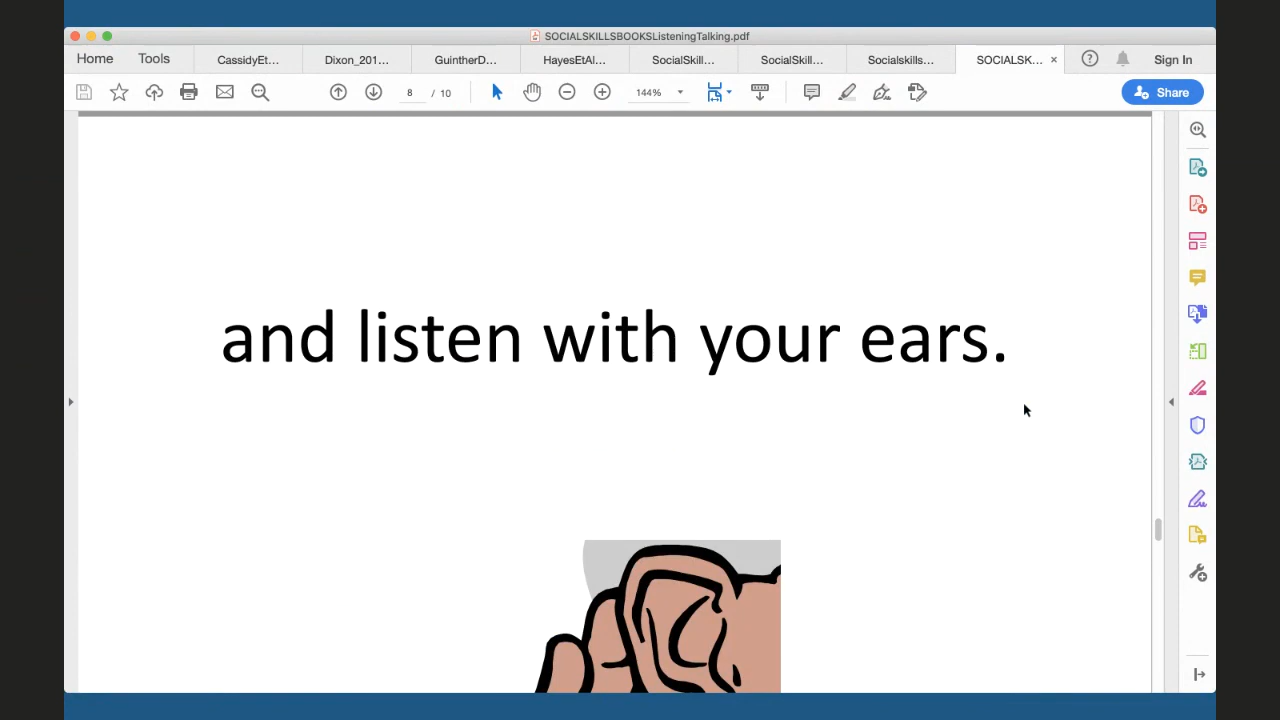 SOCIALSKILLSBOOKSListeningTalking.pdf
Home Tools CassidyEt... Dixon_201... GuintherD... HayesEtAl... SocialSkill... SocialSkill... Socialskills... SOCIALSK... × ? Sign In
8 / 10 144% Share
and listen with your ears.